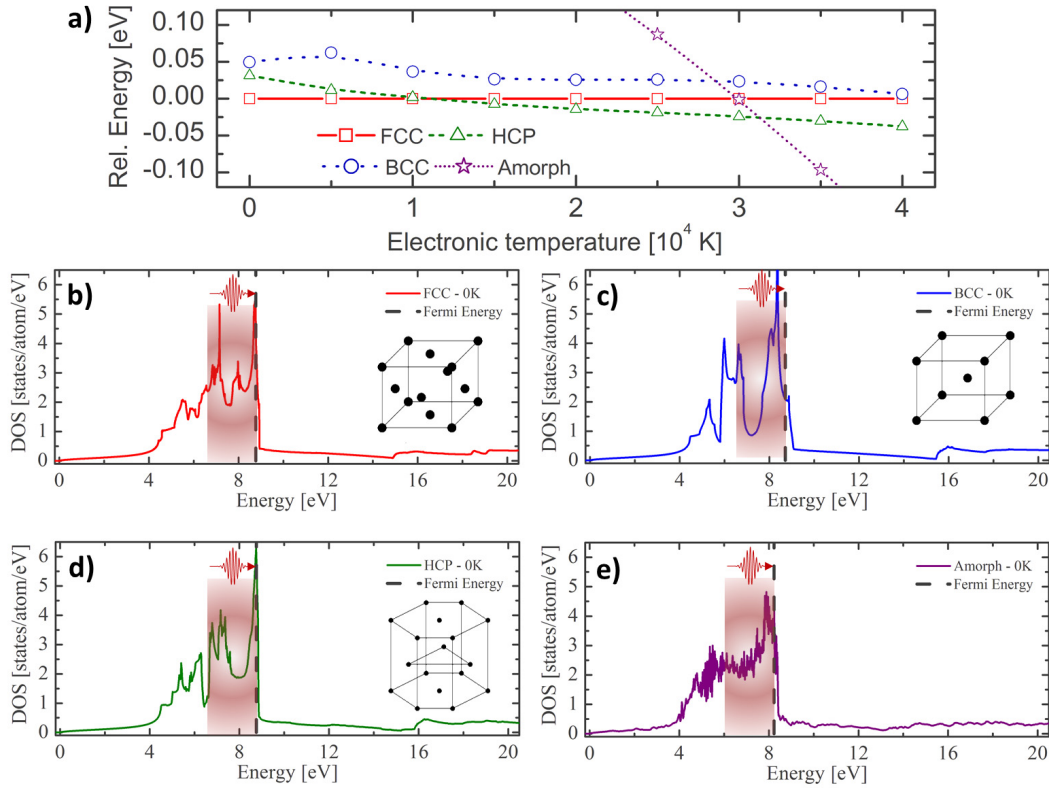 a)
Rel. Energy [eV]
0.10
0.05
0.00
-0.05
-0.10
FCC
HCP
BCC
Amorph
0
1
2
3
4
Electronic temperature [10⁴ K]
b)
DOS [states/atom/eV]
6
5
4
3
2
1
0
FCC - 0K
Fermi Energy
0
4
8
12
16
20
Energy [eV]
c)
DOS [states/atom/eV]
6
5
4
3
2
1
0
BCC - 0K
Fermi Energy
0
4
8
12
16
20
Energy [eV]
d)
DOS [states/atom/eV]
6
5
4
3
2
1
0
HCP - 0K
Fermi Energy
0
4
8
12
16
20
Energy [eV]
e)
DOS [states/atom/eV]
6
5
4
3
2
1
0
Amorph - 0K
Fermi Energy
0
4
8
12
16
20
Energy [eV]